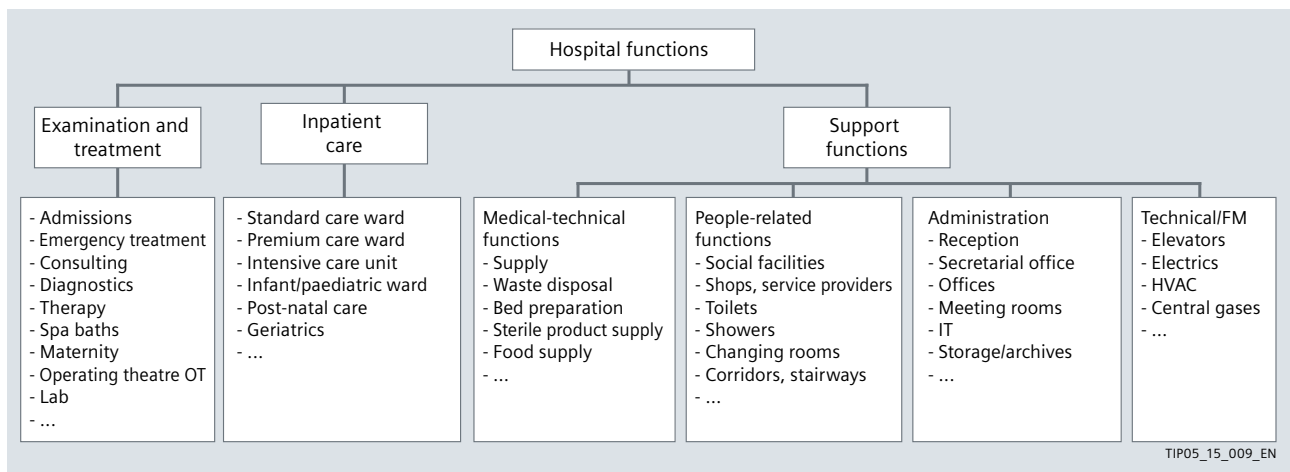 Hospital functions
Examination and
treatment
Inpatient
care
Support
functions
- Admissions
- Emergency treatment
- Consulting
- Diagnostics
- Therapy
- Spa baths
- Maternity
- Operating theatre OT
- Lab
- ...
- Standard care ward
- Premium care ward
- Intensive care unit
- Infant/paediatric ward
- Post-natal care
- Geriatrics
- ...
Medical-technical
functions
- Supply
- Waste disposal
- Bed preparation
- Sterile product supply
- Food supply
- ...
People-related
functions
- Social facilities
- Shops, service providers
- Toilets
- Showers
- Changing rooms
- Corridors, stairways
- ...
Administration
- Reception
- Secretarial office
- Offices
- Meeting rooms
- IT
- Storage/archives
- ...
Technical/FM
- Elevators
- Electrics
- HVAC
- Central gases
- ...
TIP05_15_009_EN